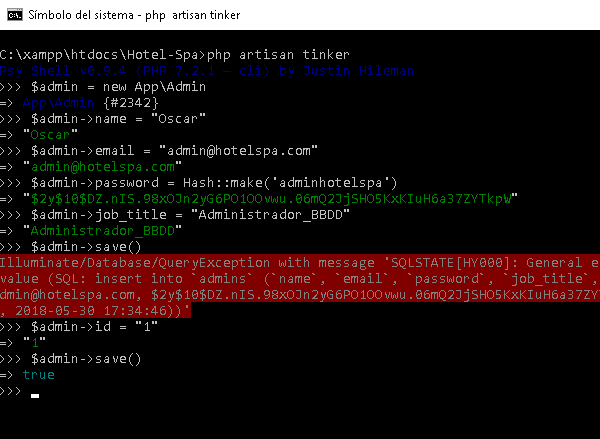 Símbolo del sistema - php  artisan tinker
C:\xampp\htdocs\Hotel-Spa>php artisan tinker
Psy Shell v0.9.4 (PHP 7.2.1 — cli) by Justin Hileman
>>> $admin = new App\Admin
=> App\Admin {#2342}
>>> $admin->name = "Oscar"
=> "Oscar"
>>> $admin->email = "admin@hotelspa.com"
=> "admin@hotelspa.com"
>>> $admin->password = Hash::make('adminhotelspa')
=> "$2y$10$DZ.nIS.98xOJn2yG6PO1OOvwu.06mQ2JjSHO5KxKIuH6a37ZYTkpW"
>>> $admin->job_title = "Administrador_BBDD"
=> "Administrador_BBDD"
>>> $admin->save()
Illuminate/Database/QueryException with message 'SQLSTATE[HY000]: General e
value (SQL: insert into `admins` (`name`, `email`, `password`, `job_title`,
dmin@hotelspa.com, $2y$10$DZ.nIS.98xOJn2yG6PO1OOvwu.06mQ2JjSHO5KxKIuH6a37ZY
, 2018-05-30 17:34:46))'
>>> $admin->id = "1"
=> "1"
>>> $admin->save()
=> true
>>>